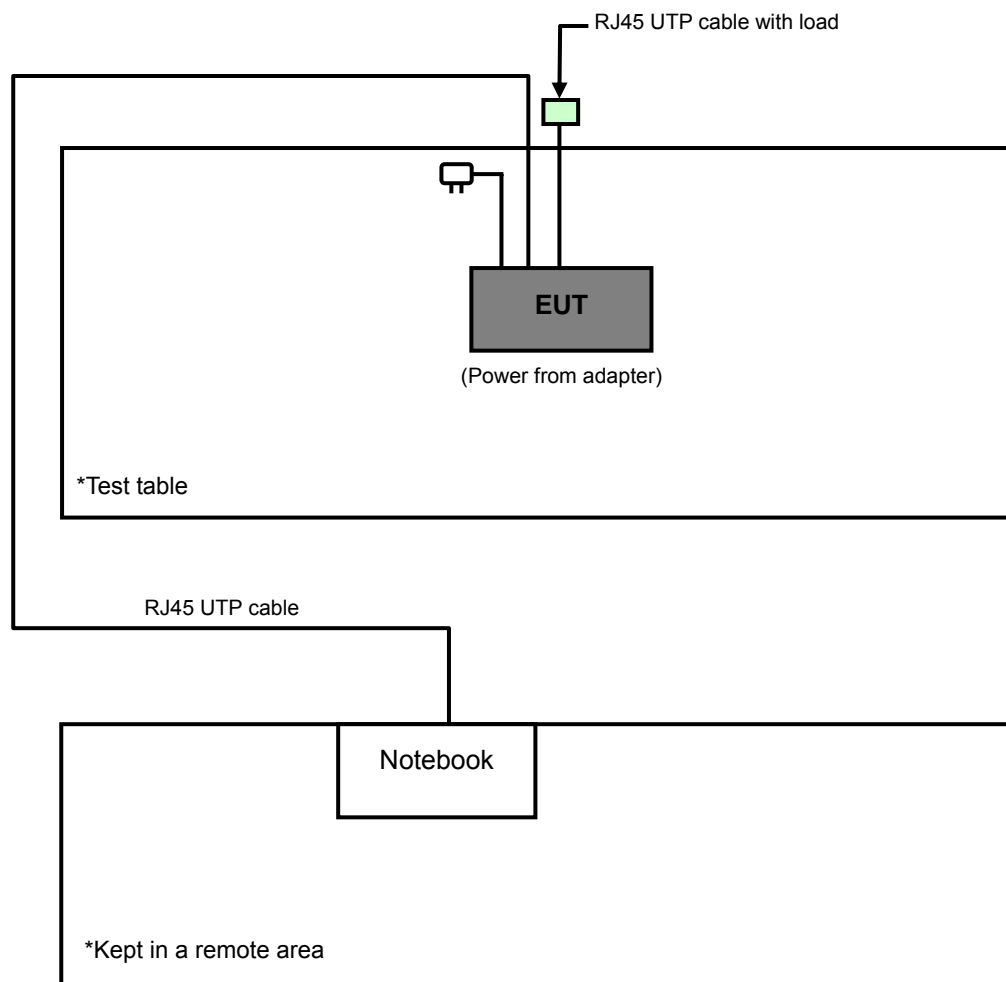 RJ45 UTP cable with load
EUT
(Power from adapter)
*Test table
RJ45 UTP cable
Notebook
*Kept in a remote area